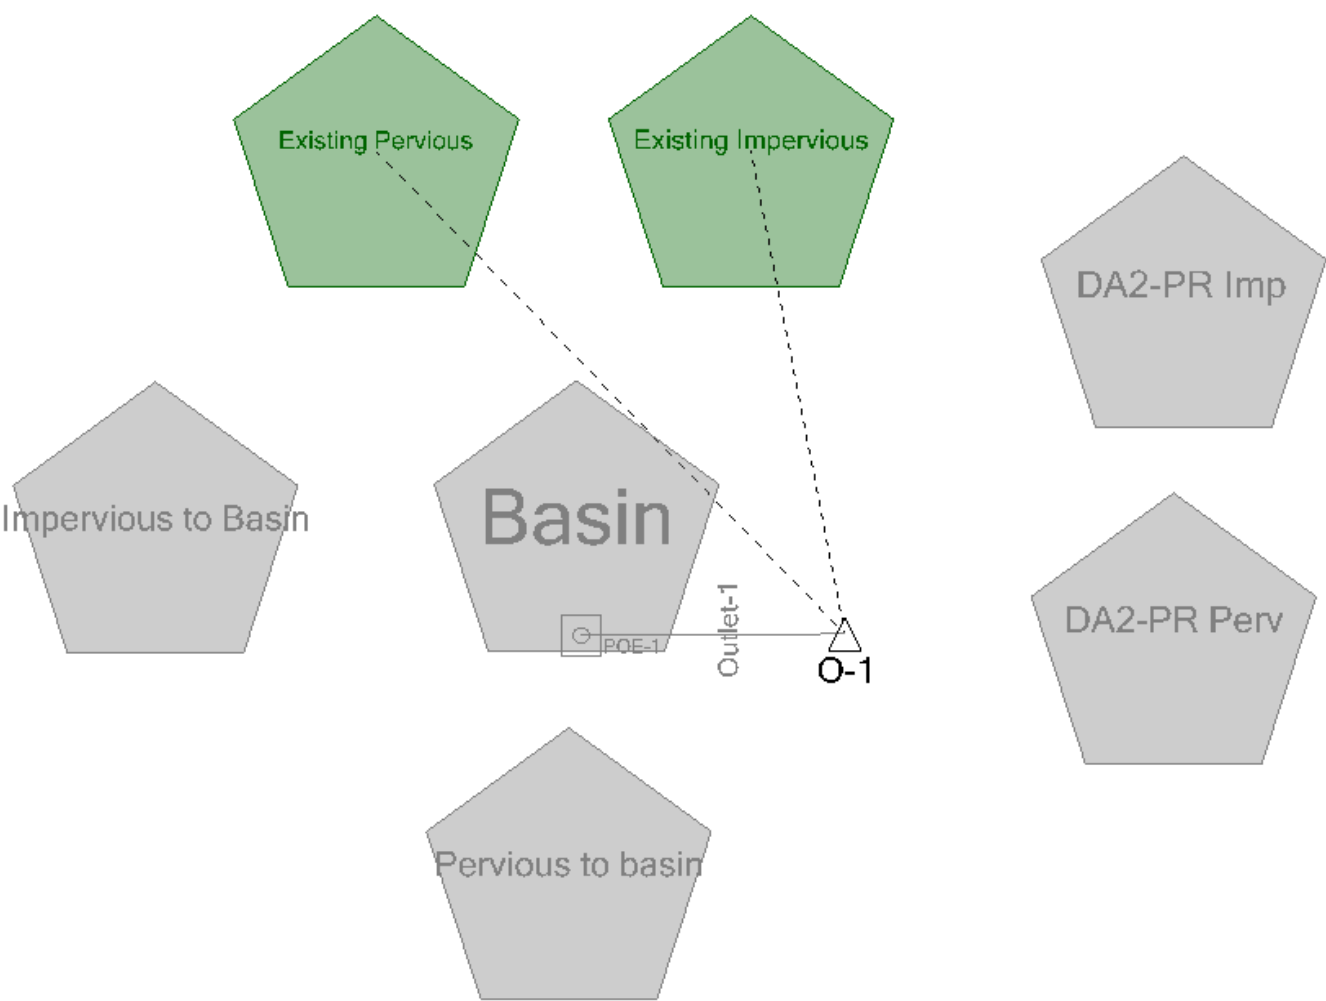 Existing Pervious
Existing Impervious
DA2-PR Imp
Impervious to Basin
Basin
DA2-PR Perv
Outlet-1
POE-1
O-1
Pervious to basin